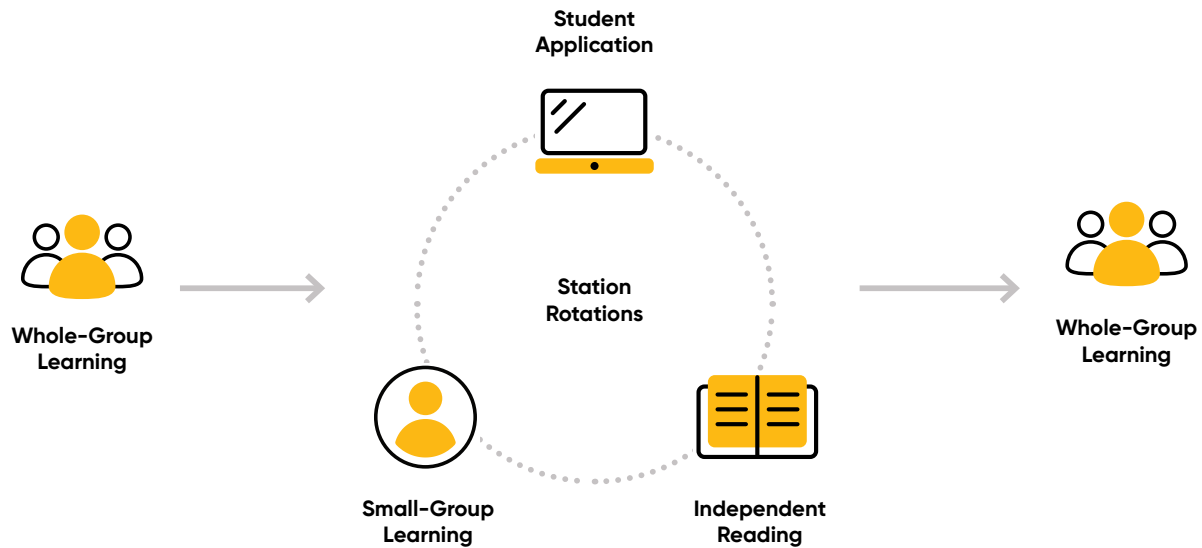 Student
Application
Whole-Group
Learning
Station
Rotations
Whole-Group
Learning
Small-Group
Learning
Independent
Reading